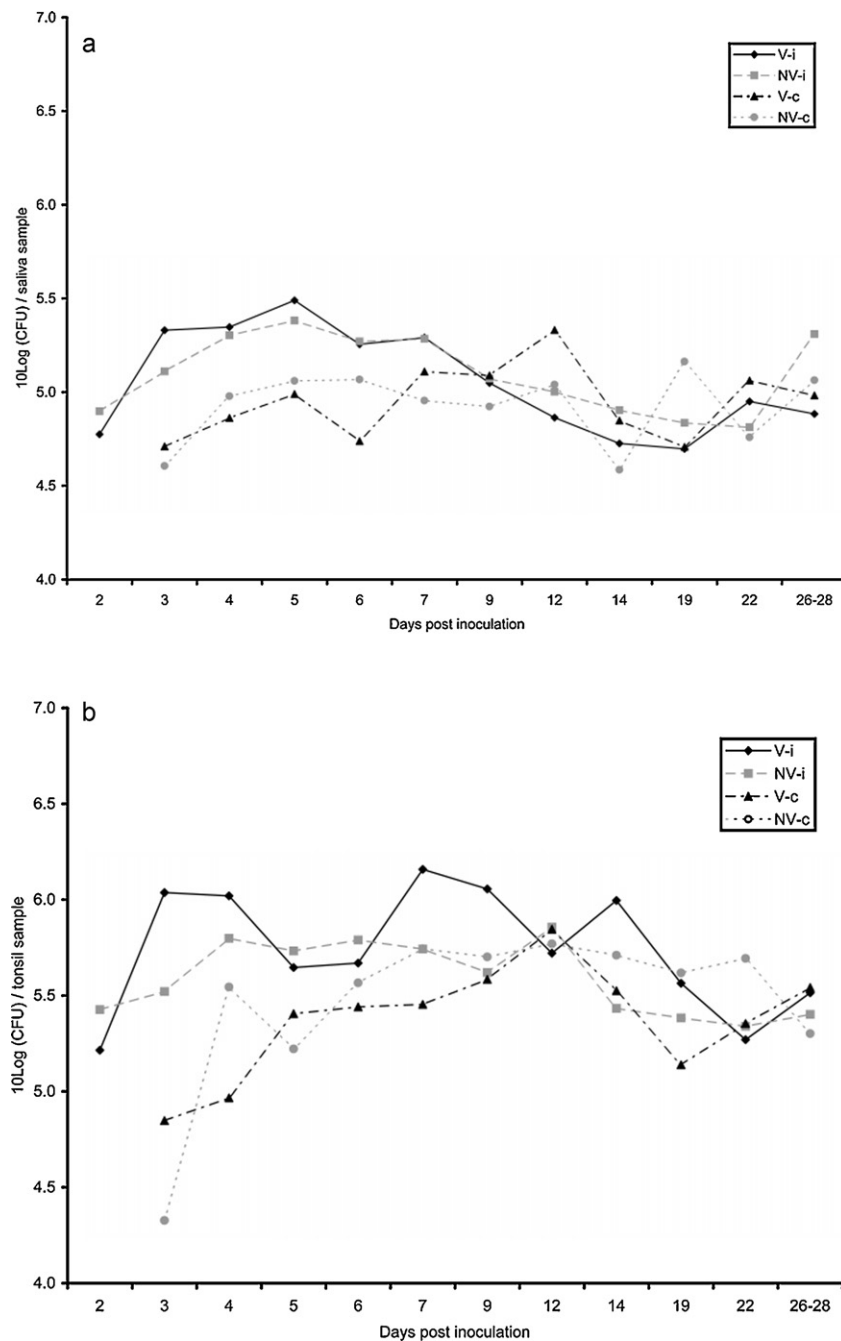 a
7.0
6.5
6.0
5.5
5.0
4.5
4.0
10Log (CFU) / saliva sample
V-i
NV-i
V-c
NV-c
2 3 4 5 6 7 9 12 14 19 22 26-28
Days post inoculation
b
7.0
6.5
6.0
5.5
5.0
4.5
4.0
10Log (CFU) / tonsil sample
V-i
NV-i
V-c
NV-c
2 3 4 5 6 7 9 12 14 19 22 26-28
Days post inoculation